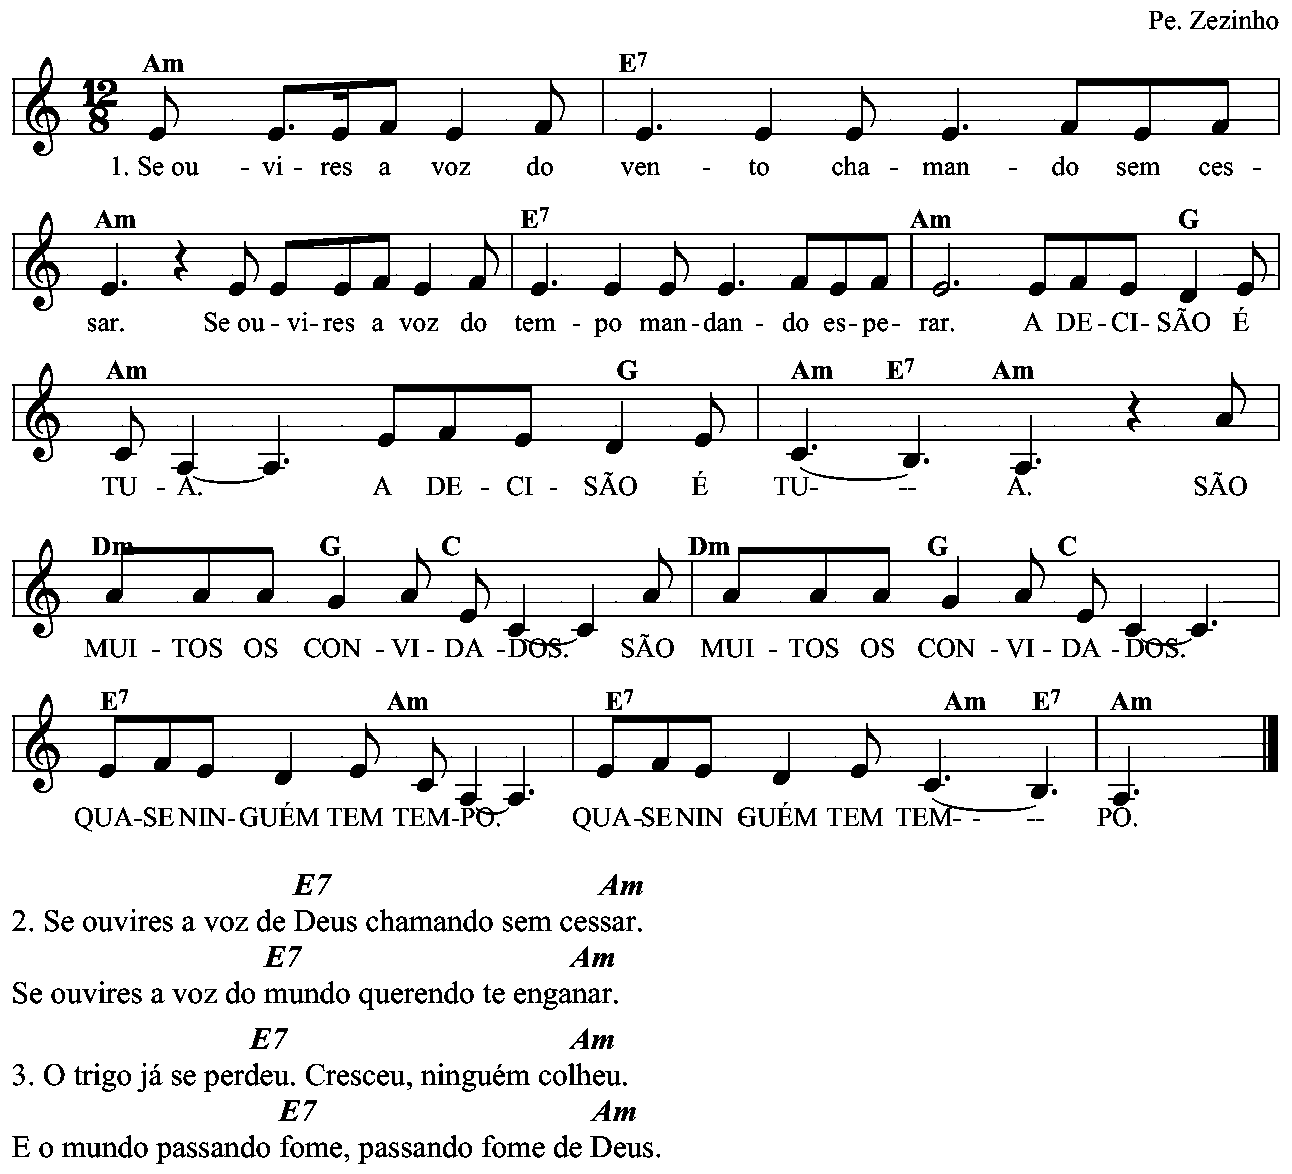 Pe. Zezinho
Am E7
12
8
1. Se ou - vi - res a voz do ven - to cha - man - do sem ces -
Am E7 Am G
sar. Se ou - vi - res a voz do tem - po man - dan - do es - pe - rar. A DE - CI - SÃO É
Am G Am E7 Am
TU - A. A DE - CI - SÃO É TU- -- A. SÃO
Dm G C Dm G C
MUI - TOS OS CON - VI - DA - DOS. SÃO MUI - TOS OS CON - VI - DA - DOS.
E7 Am E7 Am E7 Am
QUA-SE NIN-GUÉM TEM TEM-PO. QUA-SE NIN GUÉM TEM TEM- - -- PO.
E7 Am
2. Se ouvires a voz de Deus chamando sem cessar.
E7 Am
Se ouvires a voz do mundo querendo te enganar.
E7 Am
3. O trigo já se perdeu. Cresceu, ninguém colheu.
E7 Am
E o mundo passando fome, passando fome de Deus.